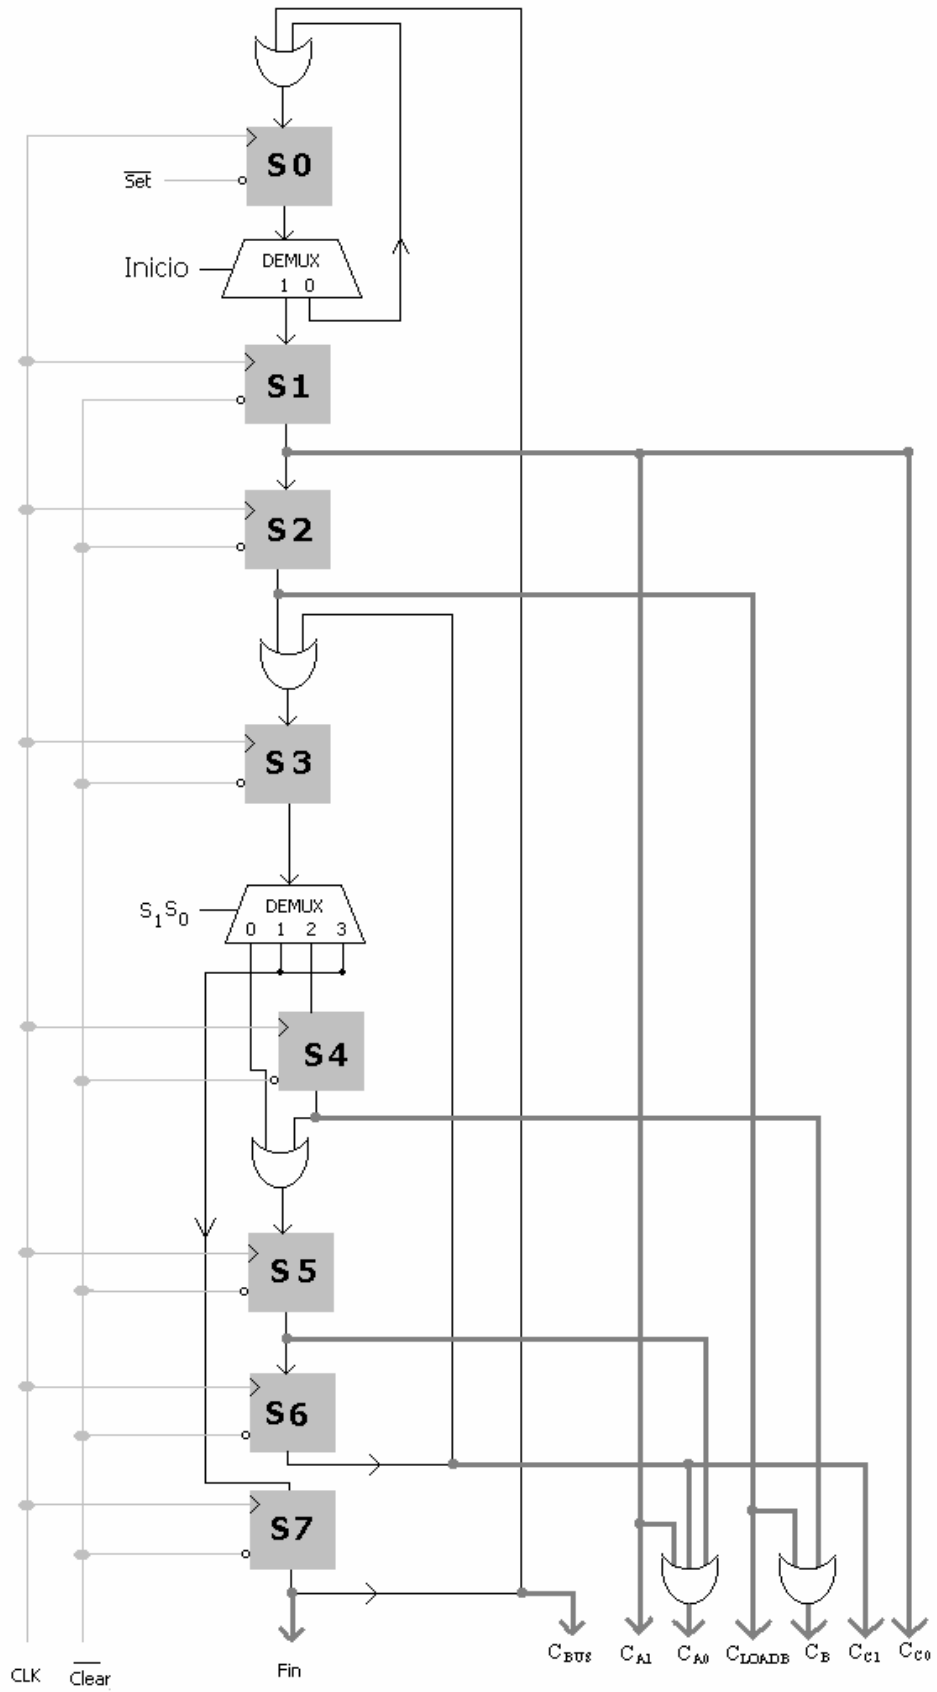 S0
Set
Inicio
DEMUX
1 0
S1
S2
S3
S1S0
DEMUX
0 1 2 3
S4
S5
S6
S7
CLK
Clear
Fin
CBUS
CA1
CA0
CLOADB
CB
CC1
CC0